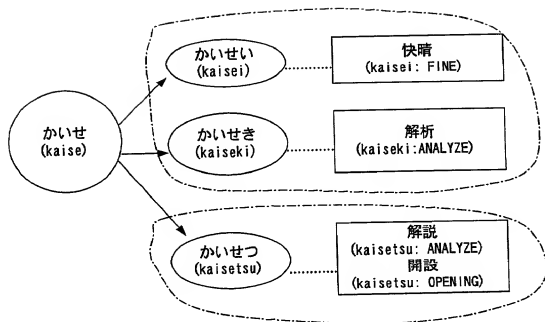 かいせ
(kaise)
かいせい
(kaisei)
快晴
(kaisei: FINE)
かいせき
(kaiseki)
解析
(kaiseki:ANALYZE)
かいせつ
(kaisetsu)
解説
(kaisetsu: ANALYZE)
開設
(kaisetsu: OPENING)